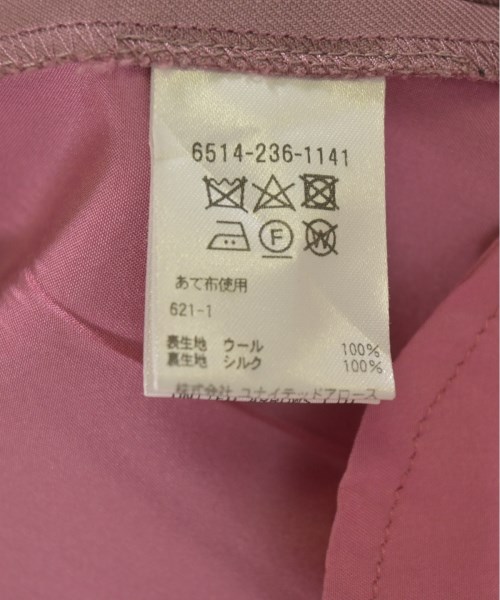 6514-236-1141
F
W
あて布使用
621-1
表生地 ウール 100%
裏生地 シルク 100%
株式会社 ユナイテッドアローズ